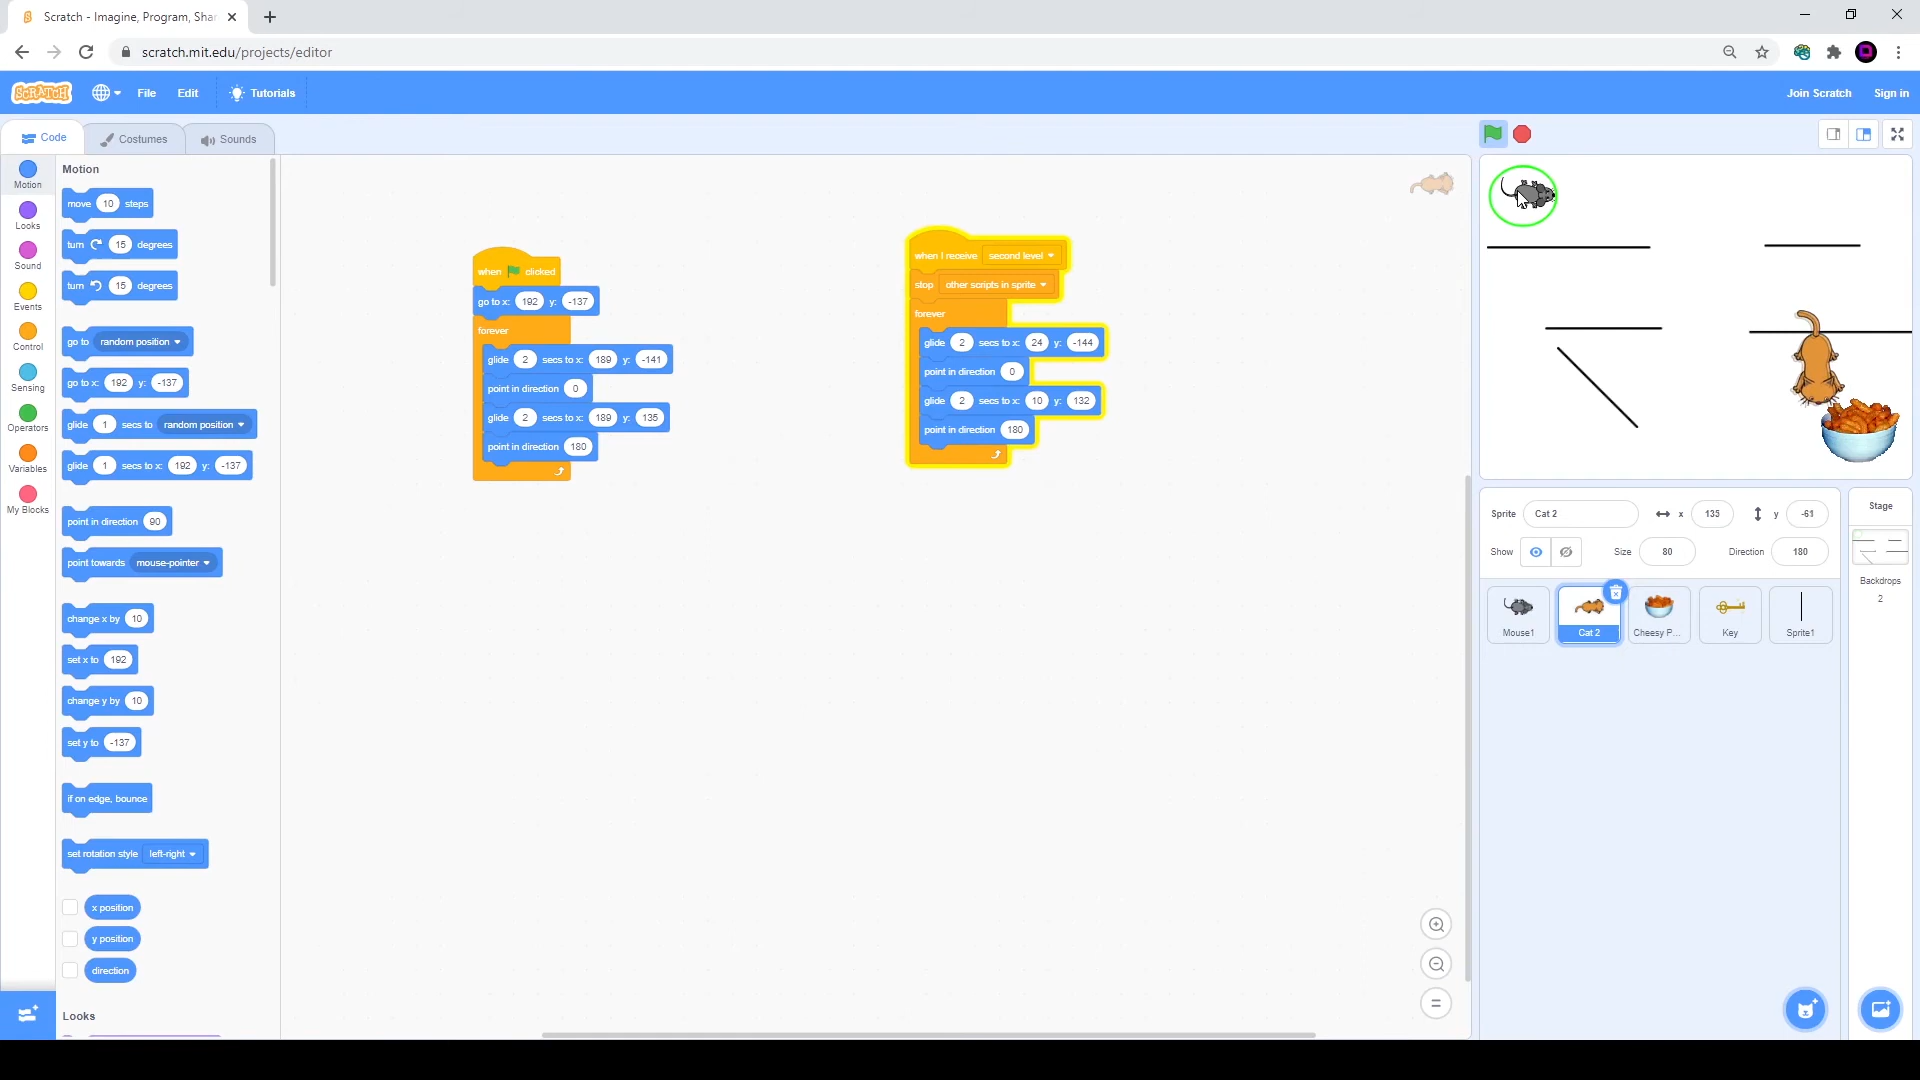 Scratch - Imagine, Program, Shar
scratch.mit.edu/projects/editor
SCRATCH File Edit Tutorials Join Scratch Sign in
Code Costumes Sounds
Motion
Looks
Sound
Events
Control
Sensing
Operators
Variables
My Blocks
Motion
move 10 steps
turn 15 degrees
turn 15 degrees
go to random position
go to x: 192 y: -137
glide 1 secs to random position
glide 1 secs to x: 192 y: -137
point in direction 90
point towards mouse-pointer
change x by 10
set x to 192
change y by 10
set y to -137
if on edge, bounce
set rotation style left-right
x position
y position
direction
Looks
when clicked
go to x: 192 y: -137
forever
glide 2 secs to x: 189 y: -141
point in direction 0
glide 2 secs to x: 189 y: 135
point in direction 180
when I receive second level
stop other scripts in sprite
forever
glide 2 secs to x: 24 y: -144
point in direction 0
glide 2 secs to x: 10 y: 132
point in direction 180
Sprite Cat 2 x 135 y -61
Show Size 80 Direction 180
Mouse1 Cat 2 Cheesy P... Key Sprite1
Stage
Backdrops
2